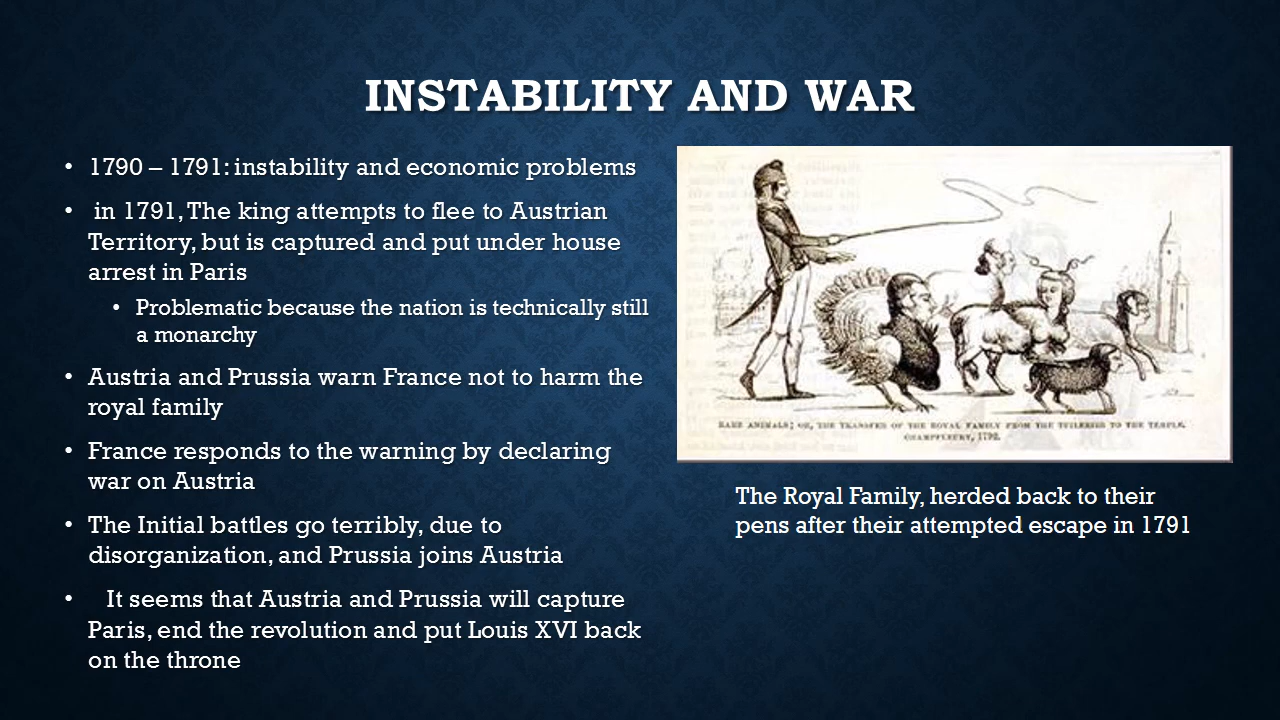 INSTABILITY AND WAR
• 1790 – 1791: instability and economic problems
• in 1791, The king attempts to flee to Austrian
Territory, but is captured and put under house
arrest in Paris
• Problematic because the nation is technically still
a monarchy
• Austria and Prussia warn France not to harm the
royal family
• France responds to the warning by declaring
war on Austria
• The Initial battles go terribly, due to
disorganization, and Prussia joins Austria
• It seems that Austria and Prussia will capture
Paris, end the revolution and put Louis XVI back
on the throne
RARE ANIMALS; OR, THE TRANSFER OF THE ROYAL FAMILY FROM THE TUILERIES TO THE TEMPLE.
CHAMPFLEURY, 1792.
The Royal Family, herded back to their
pens after their attempted escape in 1791